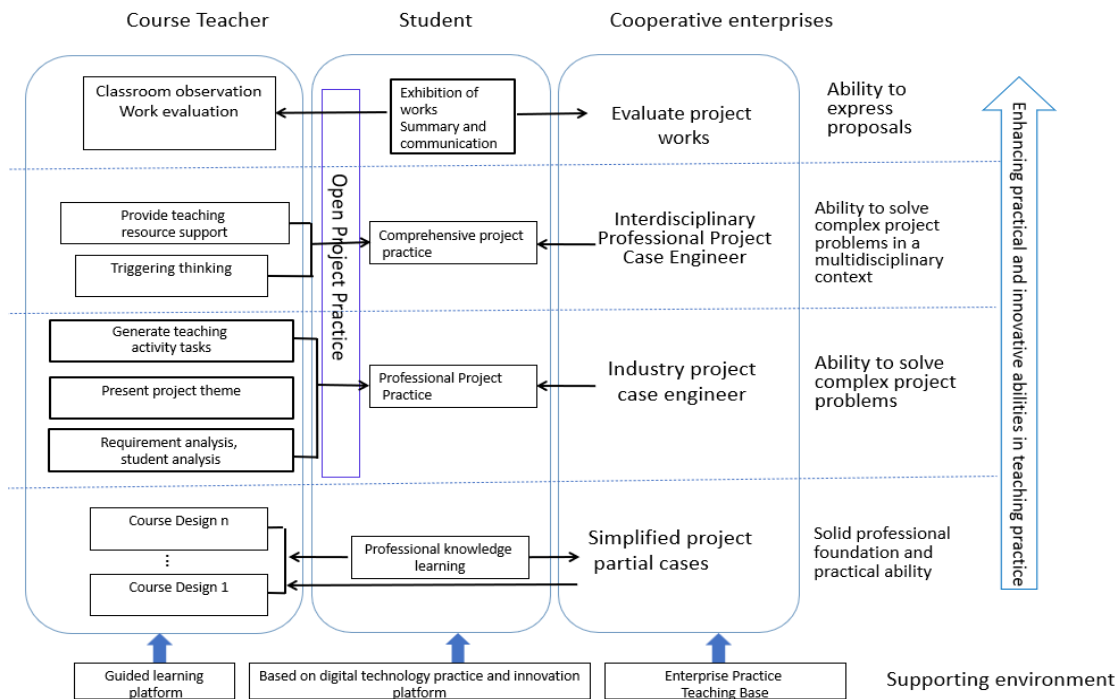 Course Teacher
Student
Cooperative enterprises
Classroom observation
Work evaluation
Exhibition of
works
Summary and
communication
Evaluate project
works
Ability to
express
proposals
Open Project Practice
Enhancing practical and innovative abilities in teaching practice
Provide teaching
resource support
Triggering thinking
Comprehensive project
practice
Interdisciplinary
Professional Project
Case Engineer
Ability to solve
complex project
problems in a
multidisciplinary
context
Generate teaching
activity tasks
Present project theme
Requirement analysis,
student analysis
Professional Project
Practice
Industry project
case engineer
Ability to solve
complex project
problems
Course Design n
...
Course Design 1
Professional knowledge
learning
Simplified project
partial cases
Solid professional
foundation and
practical ability
Guided learning
platform
Based on digital technology practice and innovation
platform
Enterprise Practice
Teaching Base
Supporting environment